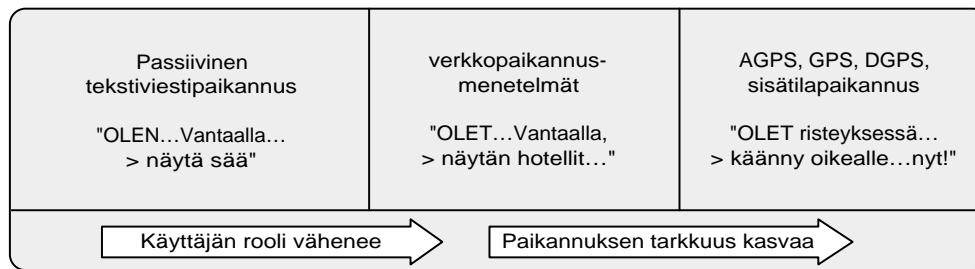 Passiivinen
tekstiviestipaikannus
"OLEN…Vantaalla…
> näytä sää"
verkkopaikannus-
menetelmät
"OLET…Vantaalla,
> näytän hotellit…"
AGPS, GPS, DGPS,
sisätilapaikannus
"OLET risteyksessä…
> käänny oikealle…nyt!"
Käyttäjän rooli vähenee
Paikannuksen tarkkuus kasvaa